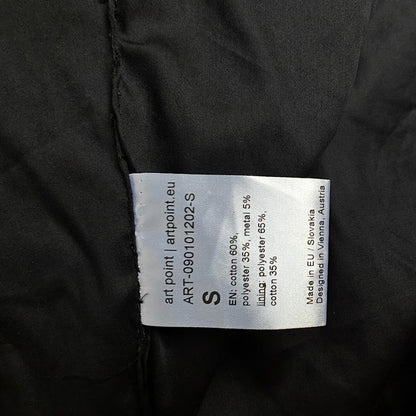 art point | artpoint.eu
ART-090101202-S
S
EN: cotton 60%,
polyester 35%, metal 5%
lining: polyester 65%,
cotton 35%
Made in EU / Slovakia
Designed in Vienna, Austria